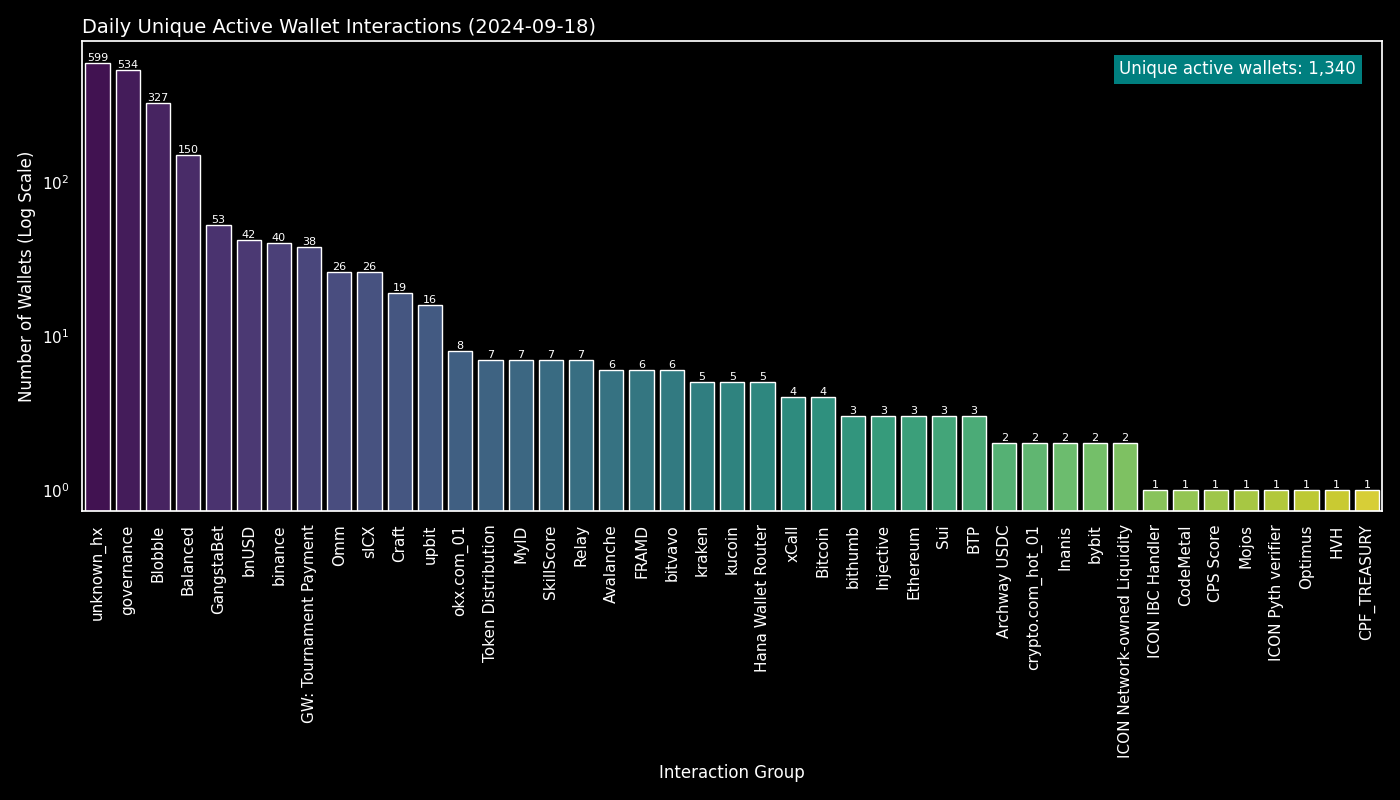 Daily Unique Active Wallet Interactions (2024-09-18)
Unique active wallets: 1,340
Number of Wallets (Log Scale)
10²
10¹
10⁰
599
534
327
150
53
42
40
38
26
26
19
16
8
7
7
7
7
6
6
6
5
5
5
4
4
3
3
3
3
3
2
2
2
2
2
1
1
1
1
1
1
1
1
unknown_hx
governance
Blobble
Balanced
GangstaBet
bnUSD
binance
GW: Tournament Payment
Omm
sICX
Craft
upbit
okx.com_01
Token Distribution
MyID
SkillScore
Relay
Avalanche
FRAMD
bitvavo
kraken
kucoin
Hana Wallet Router
xCall
Bitcoin
bithumb
Injective
Ethereum
Sui
BTP
Archway USDC
crypto.com_hot_01
Inanis
bybit
ICON Network-owned Liquidity
ICON IBC Handler
CodeMetal
CPS Score
Mojos
ICON Pyth verifier
Optimus
HVH
CPF_TREASURY
Interaction Group